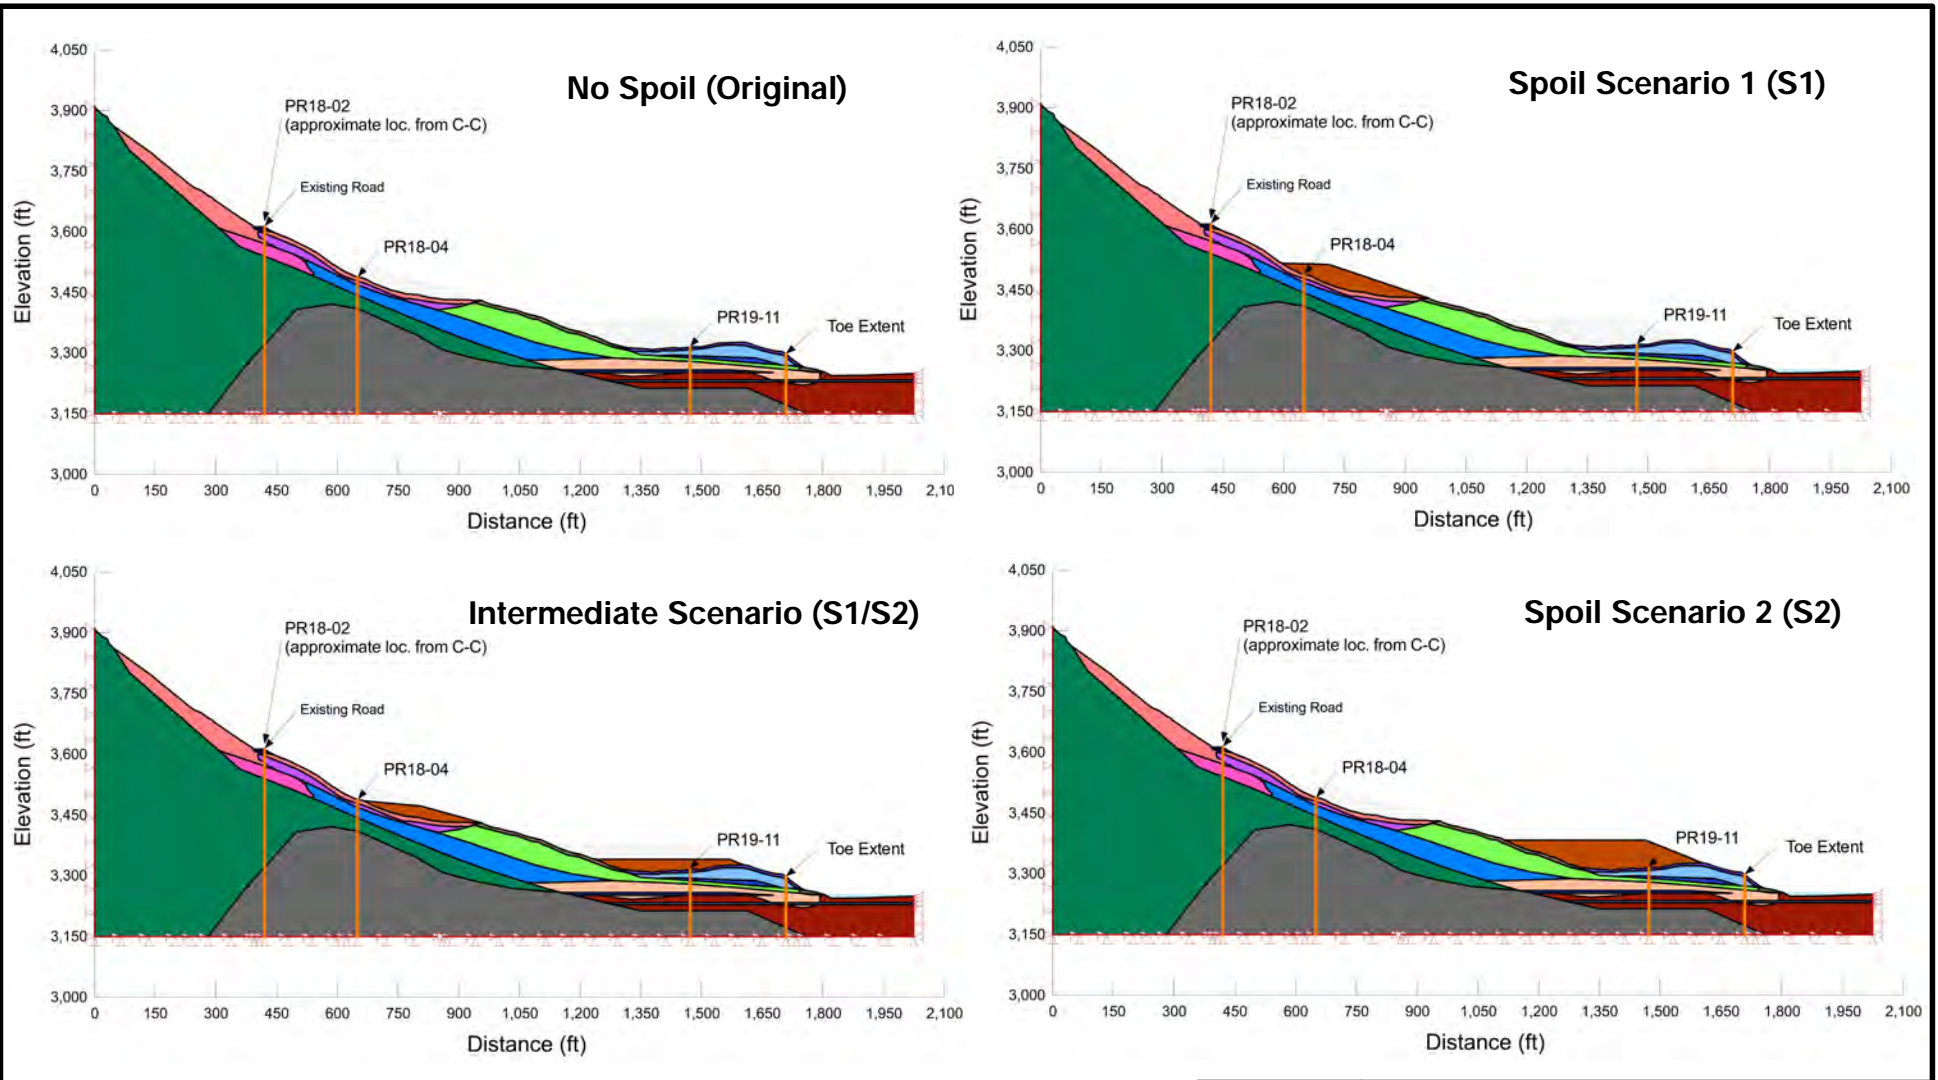 No Spoil (Original)
4,050
3,900
3,750
3,600
3,450
3,300
3,150
3,000
Elevation (ft)
PR18-02
(approximate loc. from C-C)
Existing Road
PR18-04
PR19-11
Toe Extent
0 150 300 450 600 750 900 1,050 1,200 1,350 1,500 1,650 1,800 1,950 2,10
Distance (ft)
Spoil Scenario 1 (S1)
4,050
3,900
3,750
3,600
3,450
3,300
3,150
3,000
Elevation (ft)
PR18-02
(approximate loc. from C-C)
Existing Road
PR18-04
PR19-11
Toe Extent
0 150 300 450 600 750 900 1,050 1,200 1,350 1,500 1,650 1,800 1,950 2,100
Distance (ft)
Intermediate Scenario (S1/S2)
4,050
3,900
3,750
3,600
3,450
3,300
3,150
3,000
Elevation (ft)
PR18-02
(approximate loc. from C-C)
Existing Road
PR18-04
PR19-11
Toe Extent
0 150 300 450 600 750 900 1,050 1,200 1,350 1,500 1,650 1,800 1,950 2,100
Distance (ft)
Spoil Scenario 2 (S2)
4,050
3,900
3,750
3,600
3,450
3,300
3,150
3,000
Elevation (ft)
PR18-02
(approximate loc. from C-C)
Existing Road
PR18-04
PR19-11
Toe Extent
0 150 300 450 600 750 900 1,050 1,200 1,350 1,500 1,650 1,800 1,950 2,100
Distance (ft)